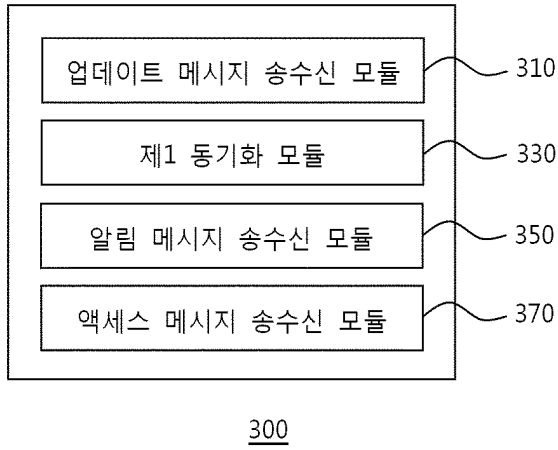 업데이트 메시지 송수신 모듈 310
제1 동기화 모듈 330
알림 메시지 송수신 모듈 350
액세스 메시지 송수신 모듈 370
300